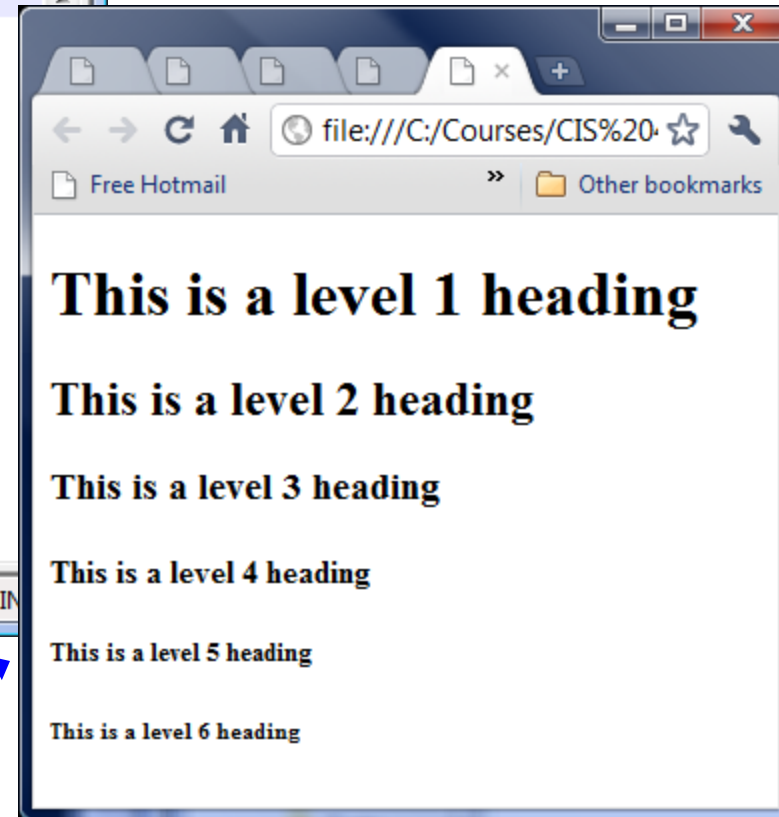 file:///C:/Courses/CIS%20
Free Hotmail » Other bookmarks
This is a level 1 heading
This is a level 2 heading
This is a level 3 heading
This is a level 4 heading
IN
This is a level 5 heading
This is a level 6 heading